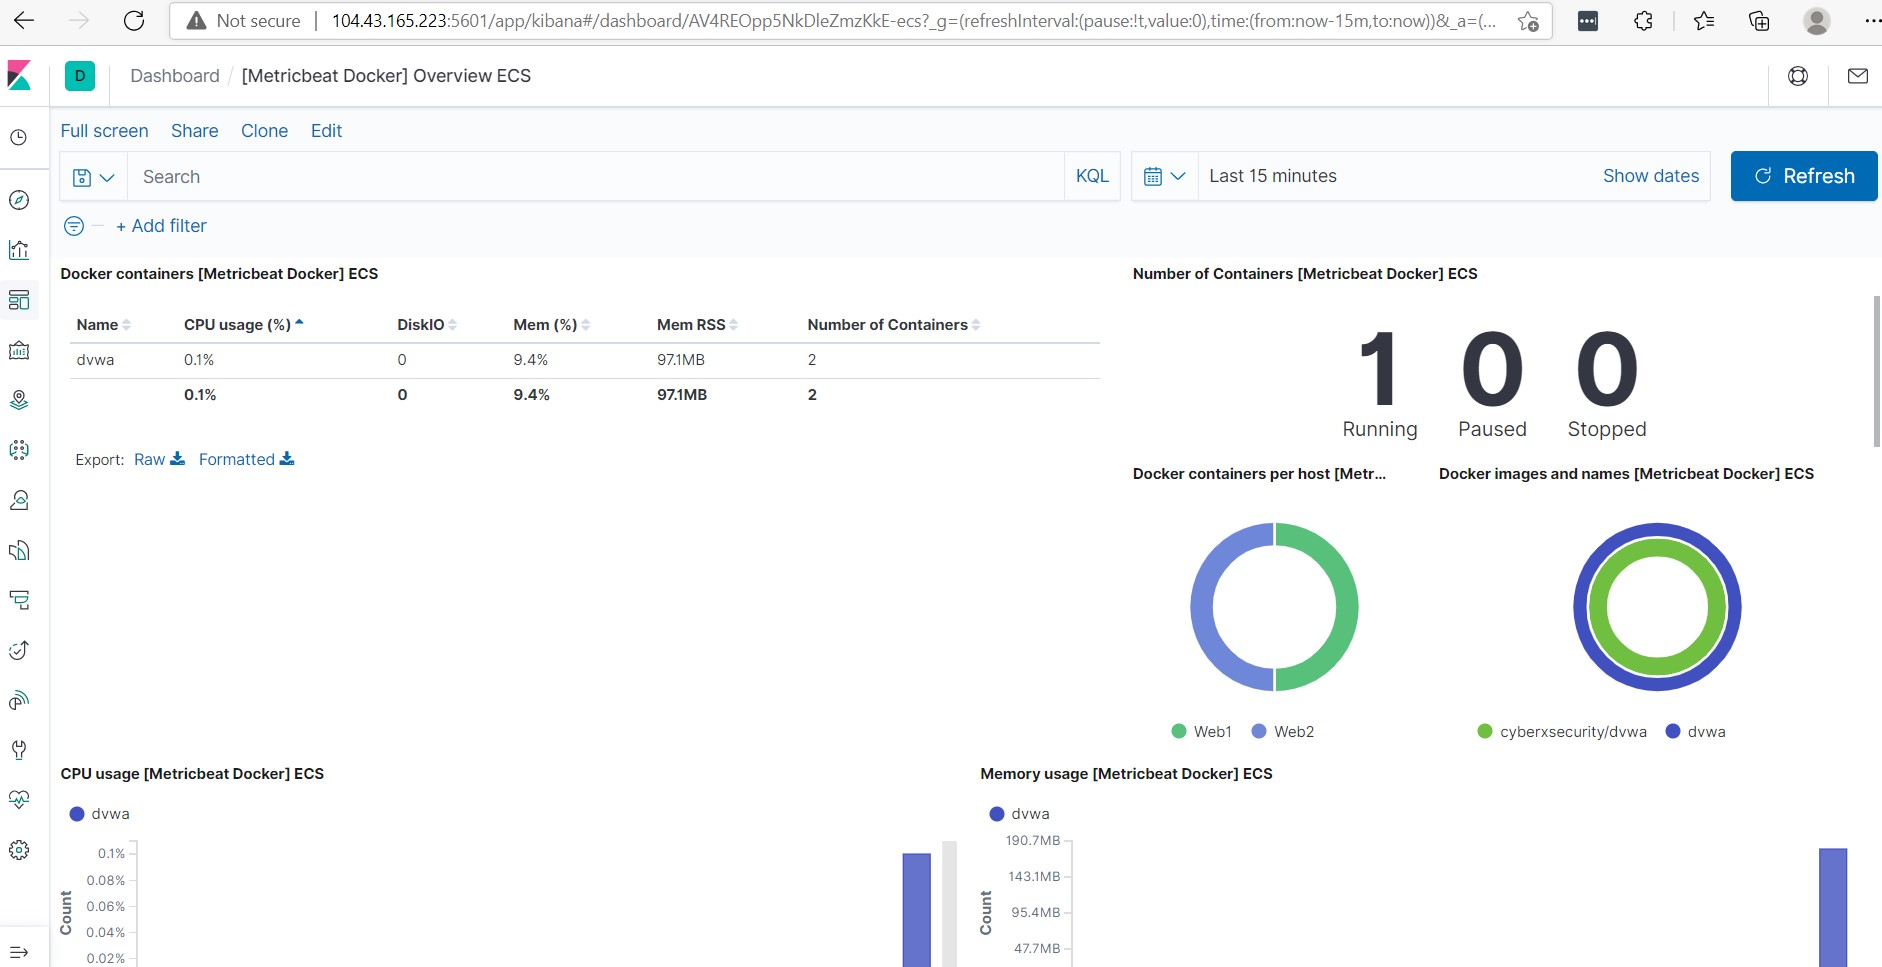 Not secure | 104.43.165.223:5601/app/kibana#/dashboard/AV4REOpp5NkDleZmzKkE-ecs?_g=(refreshInterval:(pause:!t,value:0),time:(from:now-15m,to:now))&_a=(...
D Dashboard / [Metricbeat Docker] Overview ECS
Full screen Share Clone Edit
Search KQL Last 15 minutes Show dates Refresh
+ Add filter
Docker containers [Metricbeat Docker] ECS
Name CPU usage (%) DiskIO Mem (%) Mem RSS Number of Containers
dvwa 0.1% 0 9.4% 97.1MB 2
0.1% 0 9.4% 97.1MB 2
Export: Raw Formatted
Number of Containers [Metricbeat Docker] ECS
1 0 0
Running Paused Stopped
Docker containers per host [Metr...
Web1 Web2
Docker images and names [Metricbeat Docker] ECS
cyberxsecurity/dvwa dvwa
CPU usage [Metricbeat Docker] ECS
dvwa
0.1%
0.08%
0.06%
0.04%
0.02%
Count
Memory usage [Metricbeat Docker] ECS
dvwa
190.7MB
143.1MB
95.4MB
47.7MB
Count